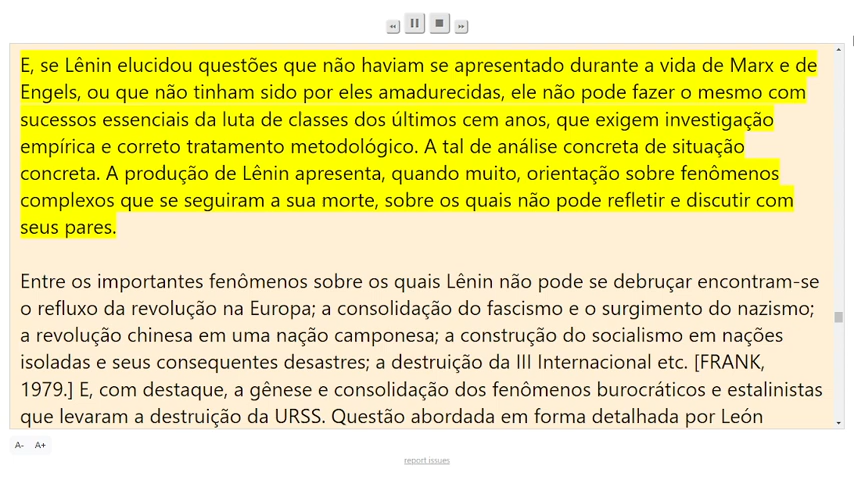 E, se Lênin elucidou questões que não haviam se apresentado durante a vida de Marx e de
Engels, ou que não tinham sido por eles amadurecidas, ele não pode fazer o mesmo com
sucessos essenciais da luta de classes dos últimos cem anos, que exigem investigação
empírica e correto tratamento metodológico. A tal de análise concreta de situação
concreta. A produção de Lênin apresenta, quando muito, orientação sobre fenômenos
complexos que se seguiram a sua morte, sobre os quais não pode refletir e discutir com
seus pares.
Entre os importantes fenômenos sobre os quais Lênin não pode se debruçar encontram-se
o refluxo da revolução na Europa; a consolidação do fascismo e o surgimento do nazismo;
a revolução chinesa em uma nação camponesa; a construção do socialismo em nações
isoladas e seus consequentes desastres; a destruição da III Internacional etc. [FRANK,
1979.] E, com destaque, a gênese e consolidação dos fenômenos burocráticos e estalinistas
que levaram a destruição da URSS. Questão abordada em forma detalhada por León
A- A+
report issues